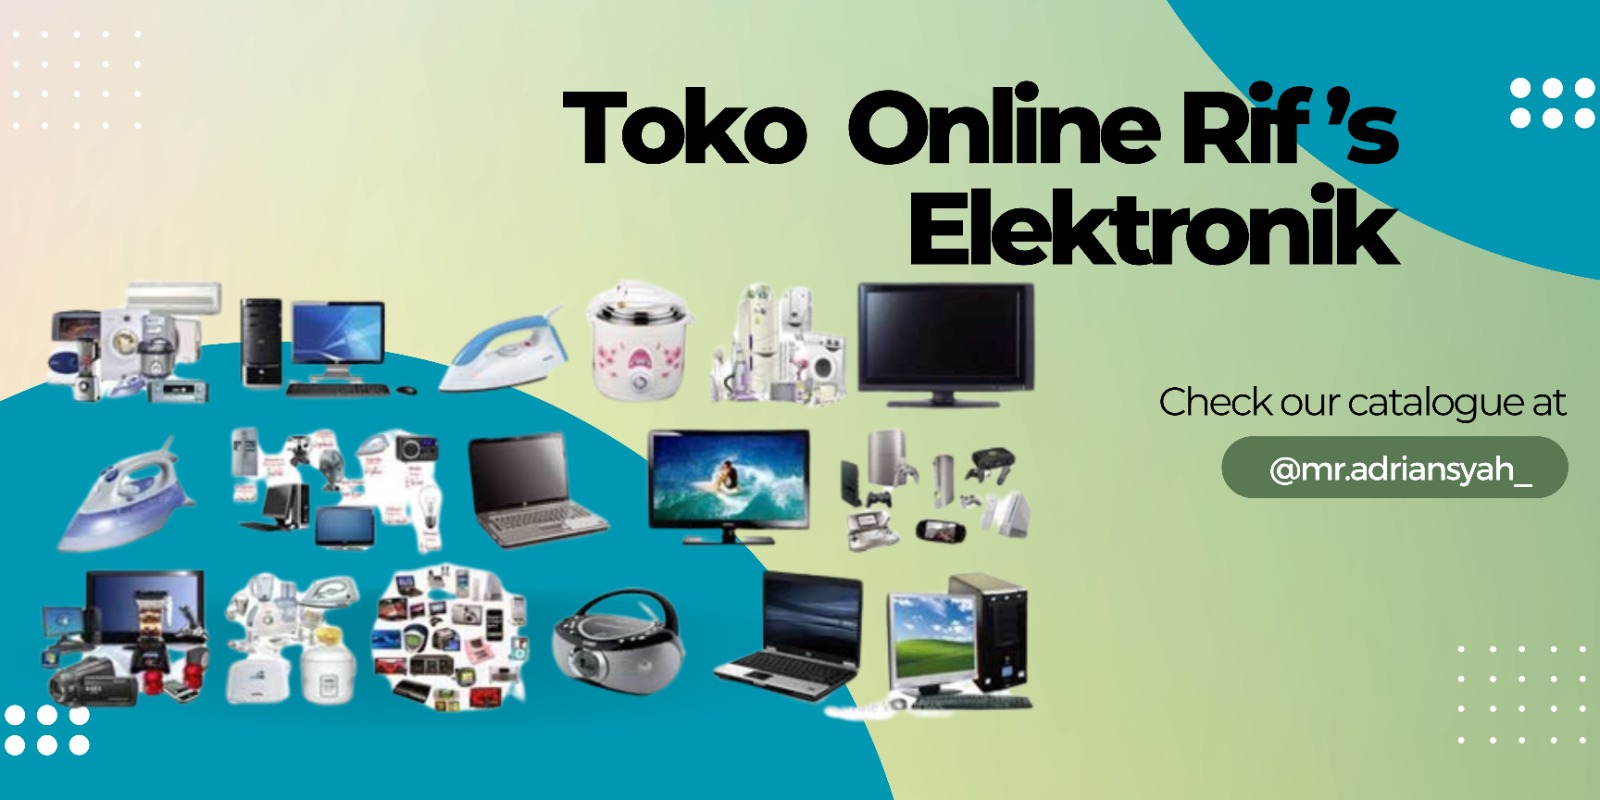 Toko Online Rif's
Elektronik
Check our catalogue at
@mr.adriansyah_